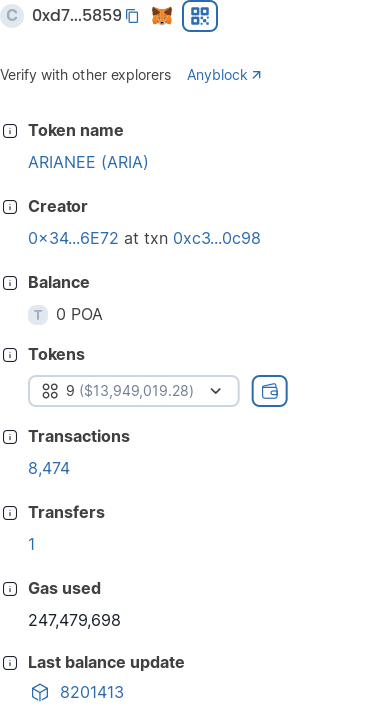 C 0xd7...5859
Verify with other explorers Anyblock
Token name
ARIANEE (ARIA)
Creator
0x34...6E72 at txn 0xc3...0c98
Balance
T 0 POA
Tokens
9 ($13,949,019.28)
Transactions
8,474
Transfers
1
Gas used
247,479,698
Last balance update
8201413